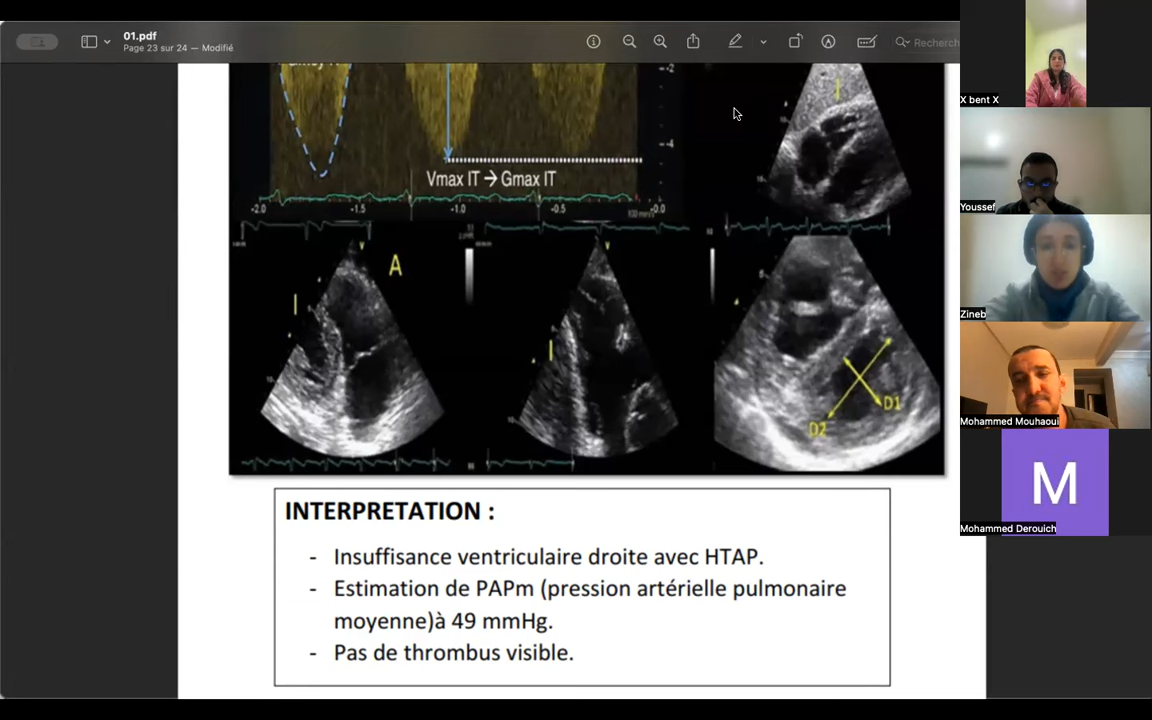 01.pdf
Page 23 sur 24 — Modifié
Recherch
-2
-4
Vmax IT → Gmax IT
-2.0
-1.5
-1.0
-0.5
-0.0
A
D1
D2
INTERPRETATION :
- Insuffisance ventriculaire droite avec HTAP.
- Estimation de PAPm (pression artérielle pulmonaire
moyenne)à 49 mmHg.
- Pas de thrombus visible.
X bent X
Youssef
Zineb
Mohammed Mouhaoui
M
Mohammed Derouich